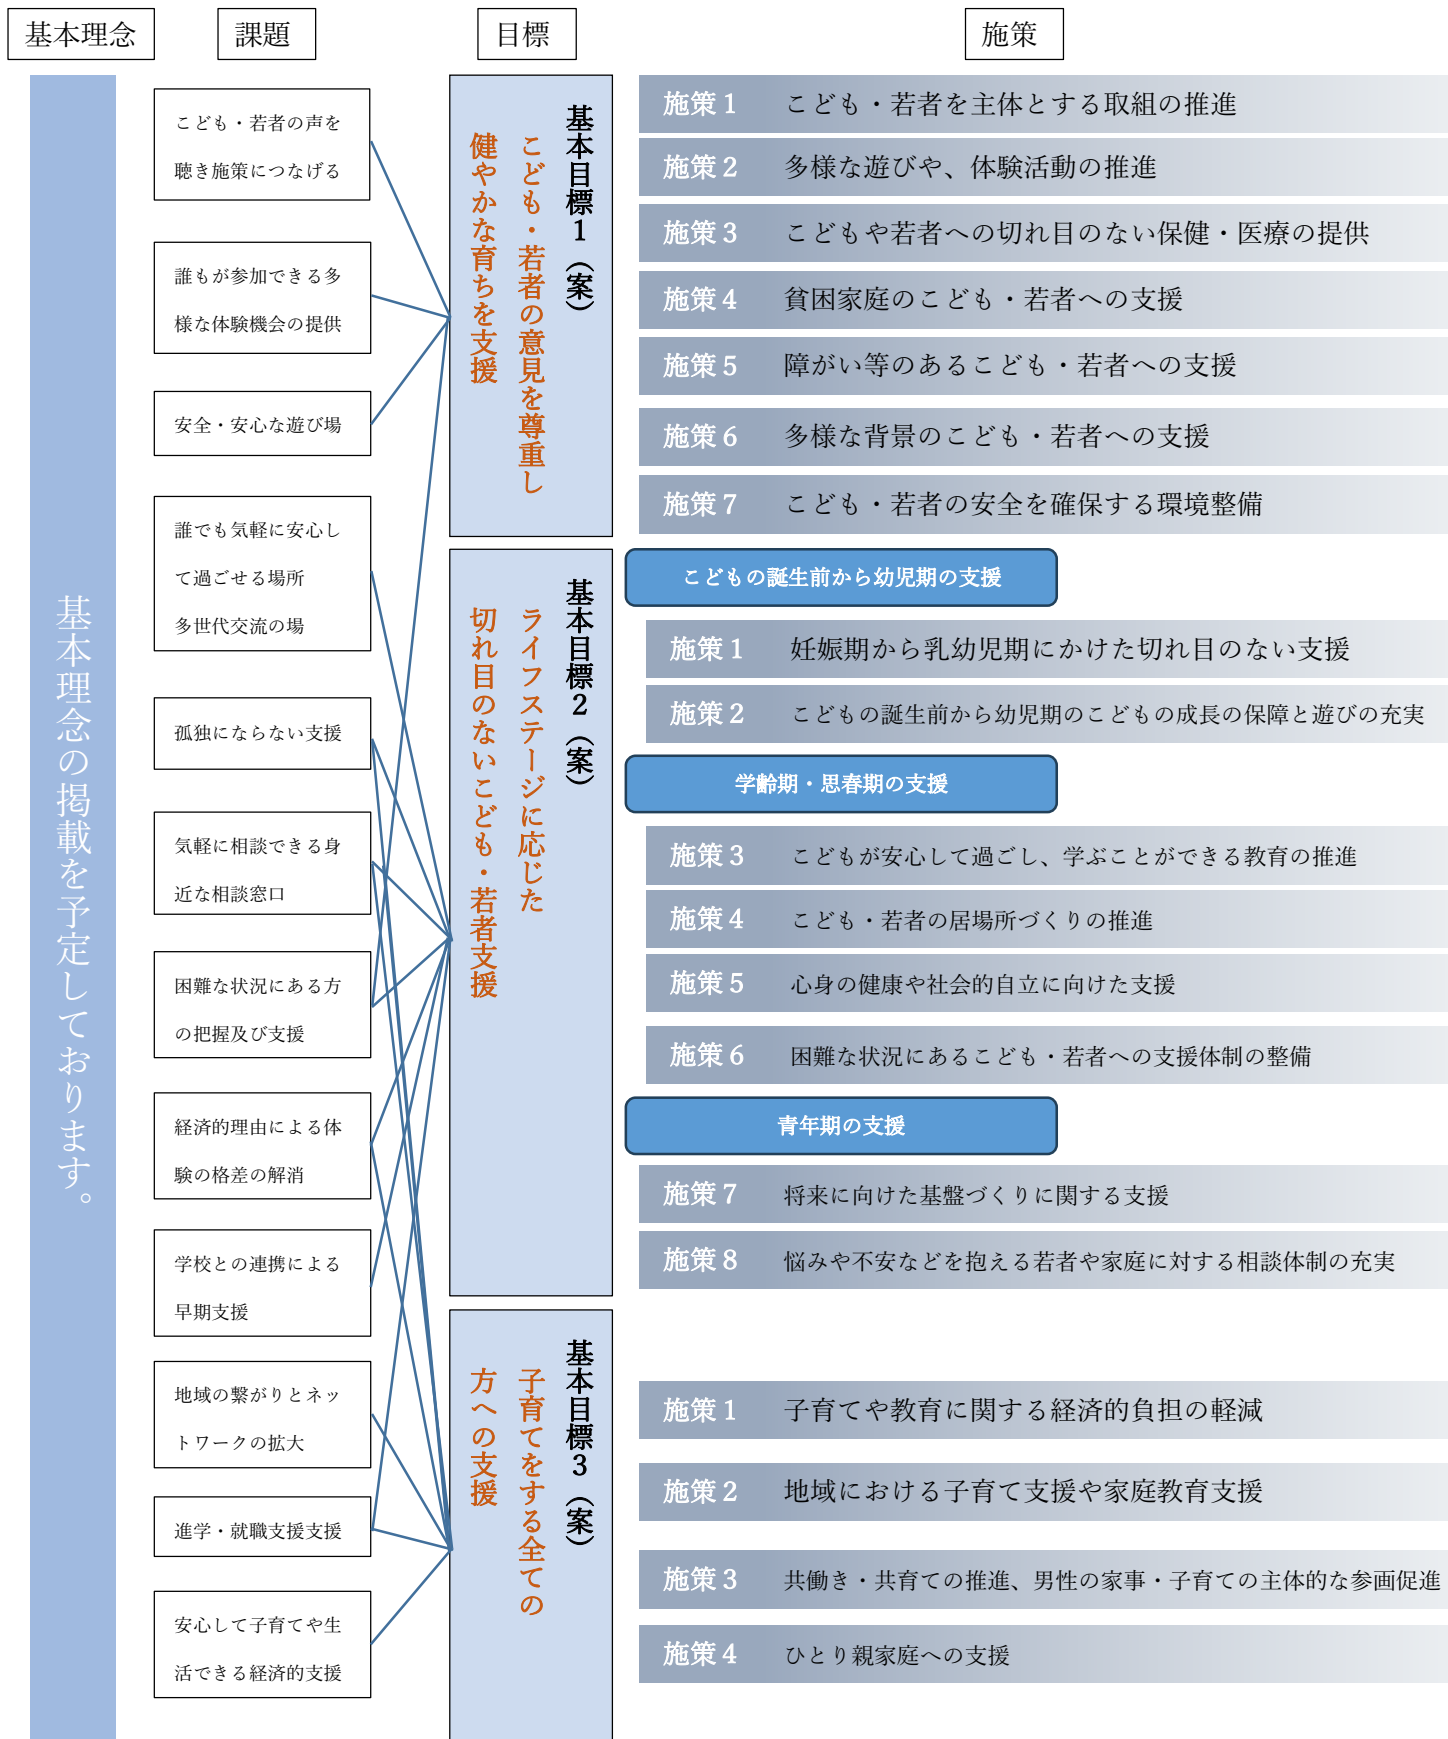 基本理念
課題
目標
施策
基本理念の掲載を予定しております。
こども・若者の声を
聴き施策につなげる
誰もが参加できる多
様な体験機会の提供
安全・安心な遊び場
誰でも気軽に安心し
て過ごせる場所
多世代交流の場
孤独にならない支援
気軽に相談できる身
近な相談窓口
困難な状況にある方
の把握及び支援
経済的理由による体
験の格差の解消
学校との連携による
早期支援
地域の繋がりとネッ
トワークの拡大
進学・就職支援支援
安心して子育てや生
活できる経済的支援
基本目標1（案）
こども・若者の意見を尊重し
健やかな育ちを支援
施策1 こども・若者を主体とする取組の推進
施策2 多様な遊びや、体験活動の推進
施策3 こどもや若者への切れ目のない保健・医療の提供
施策4 貧困家庭のこども・若者への支援
施策5 障がい等のあるこども・若者への支援
施策6 多様な背景のこども・若者への支援
施策7 こども・若者の安全を確保する環境整備
基本目標2（案）
ライフステージに応じた
切れ目のないこども・若者支援
こどもの誕生前から幼児期の支援
施策1 妊娠期から乳幼児期にかけた切れ目のない支援
施策2 こどもの誕生前から幼児期のこどもの成長の保障と遊びの充実
学齢期・思春期の支援
施策3 こどもが安心して過ごし、学ぶことができる教育の推進
施策4 こども・若者の居場所づくりの推進
施策5 心身の健康や社会的自立に向けた支援
施策6 困難な状況にあるこども・若者への支援体制の整備
青年期の支援
施策7 将来に向けた基盤づくりに関する支援
施策8 悩みや不安などを抱える若者や家庭に対する相談体制の充実
基本目標3（案）
子育てをする全ての
方への支援
施策1 子育てや教育に関する経済的負担の軽減
施策2 地域における子育て支援や家庭教育支援
施策3 共働き・共育ての推進、男性の家事・子育ての主体的な参画促進
施策4 ひとり親家庭への支援